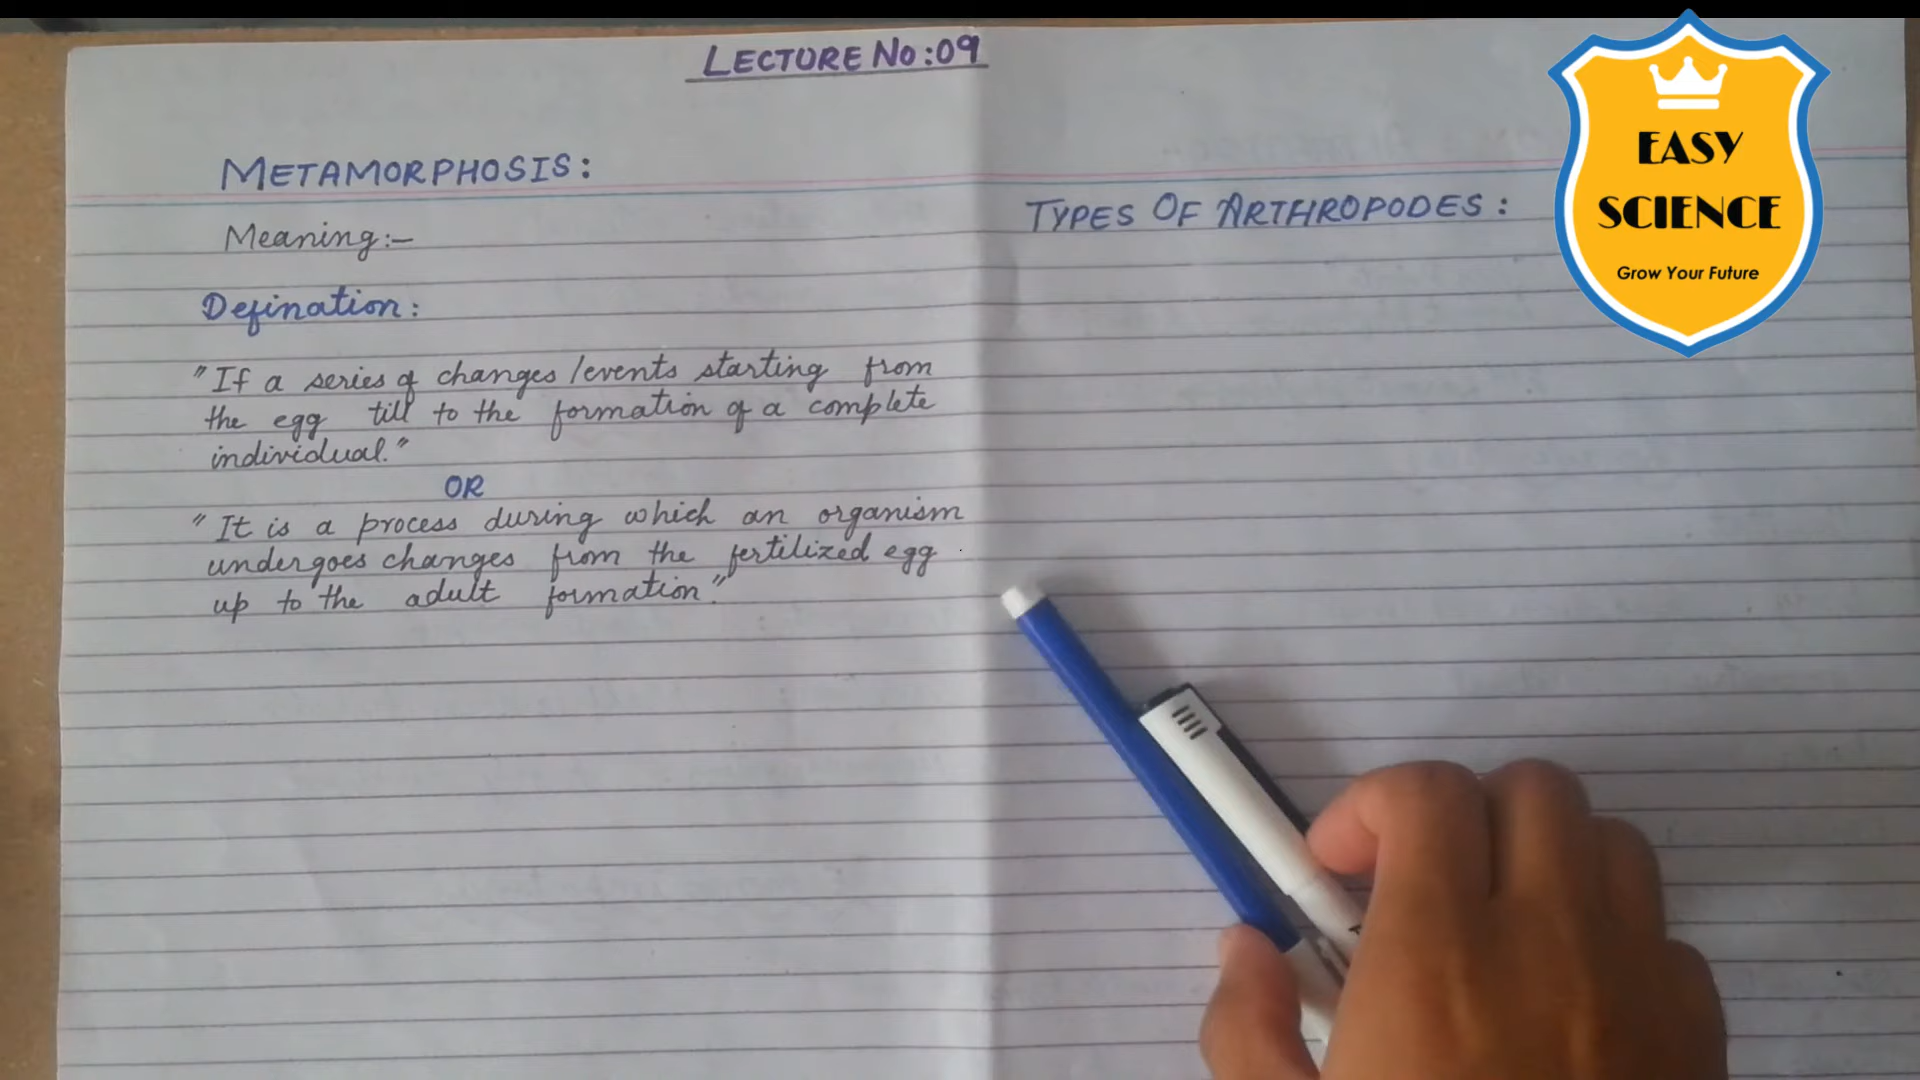 LECTURE No:09
METAMORPHOSIS:
Meaning:-
Defination:
"If a series of changes/events starting from
the egg till to the formation of a complete
individual."
OR
"It is a process during which an organism
undergoes changes from the fertilized egg
up to the adult formation."
TYPES OF ARTHROPODES:
EASY
SCIENCE
Grow Your Future